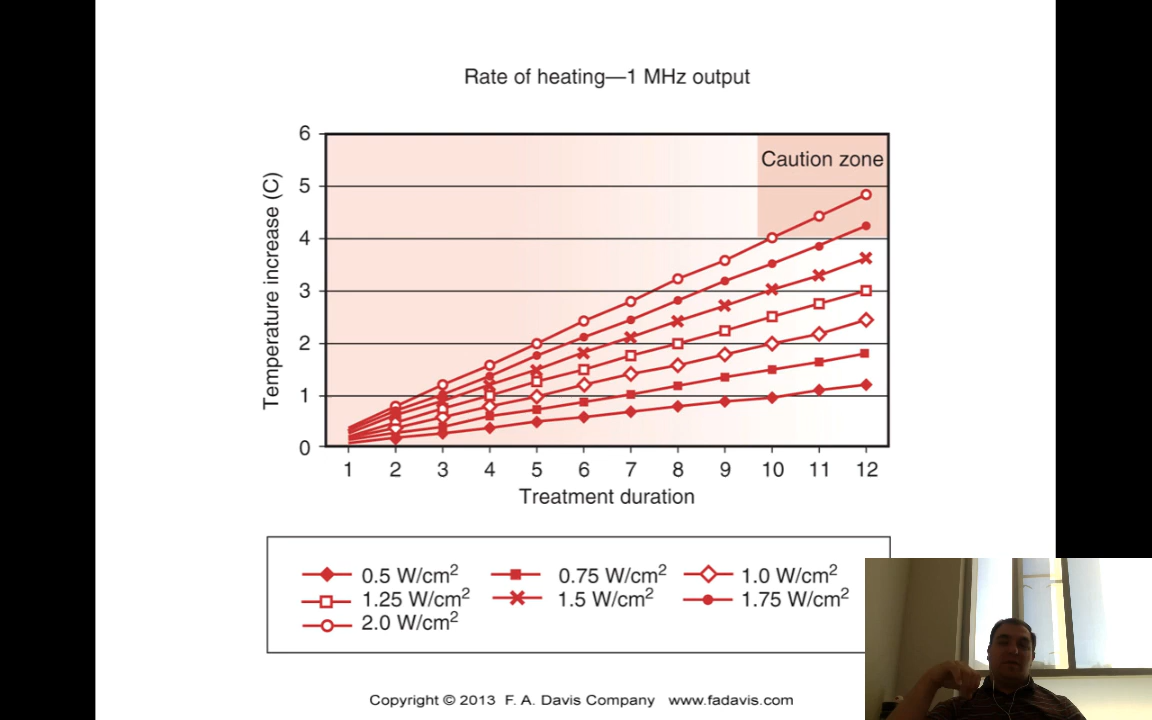 Rate of heating—1 MHz output
Temperature increase (C)
6
5
4
3
2
1
0
Caution zone
1 2 3 4 5 6 7 8 9 10 11 12
Treatment duration
0.5 W/cm² 0.75 W/cm² 1.0 W/cm²
1.25 W/cm² 1.5 W/cm² 1.75 W/cm²
2.0 W/cm²
Copyright © 2013 F. A. Davis Company www.fadavis.com